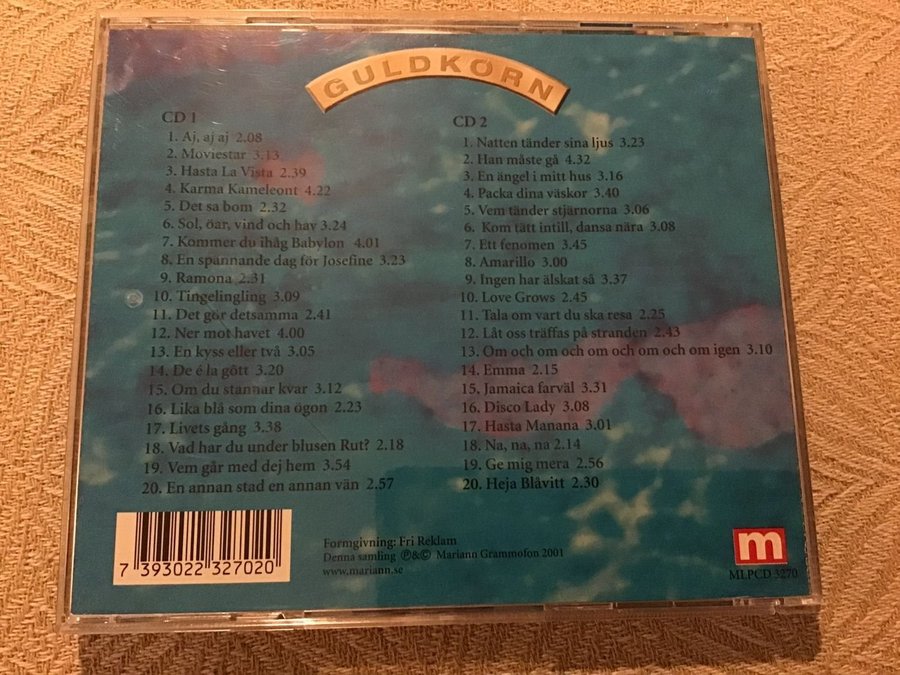 GULDKORN
CD 1
1. Aj, aj aj 2.08
2. Moviestar 3.13
3. Hasta La Vista 2.39
4. Karma Kameleont 4.22
5. Det sa bom 2.32
6. Sol, öar, vind och hav 3.24
7. Kommer du ihåg Babylon 4.01
8. En spännande dag för Josefine 3.23
9. Ramona 2.31
10. Tingelingling 3.09
11. Det gör detsamma 2.41
12. Ner mot havet 4.00
13. En kyss eller två 3.05
14. De é la gött 3.20
15. Om du stannar kvar 3.12
16. Lika blå som dina ögon 2.23
17. Livets gång 3.38
18. Vad har du under blusen Rut? 2.18
19. Vem går med dej hem 3.54
20. En annan stad en annan vän 2.57
CD 2
1. Natten tänder sina ljus 3.23
2. Han måste gå 4.32
3. En ängel i mitt hus 3.16
4. Packa dina väskor 3.40
5. Vem tänder stjärnorna 3.06
6. Kom tätt intill, dansa nära 3.08
7. Ett fenomen 3.45
8. Amarillo 3.00
9. Ingen har älskat så 3.37
10. Love Grows 2.45
11. Tala om vart du ska resa 2.25
12. Låt oss träffas på stranden 2.43
13. Om och om och om och om och om igen 3.10
14. Emma 2.15
15. Jamaica farväl 3.31
16. Disco Lady 3.08
17. Hasta Manana 3.01
18. Na, na, na 2.14
19. Ge mig mera 2.56
20. Heja Blåvitt 2.30
7 393022 327020
Formgivning: Fri Reklam
Denna samling ℗&© Mariann Grammofon 2001
www.mariann.se
m
MLPCD 3270